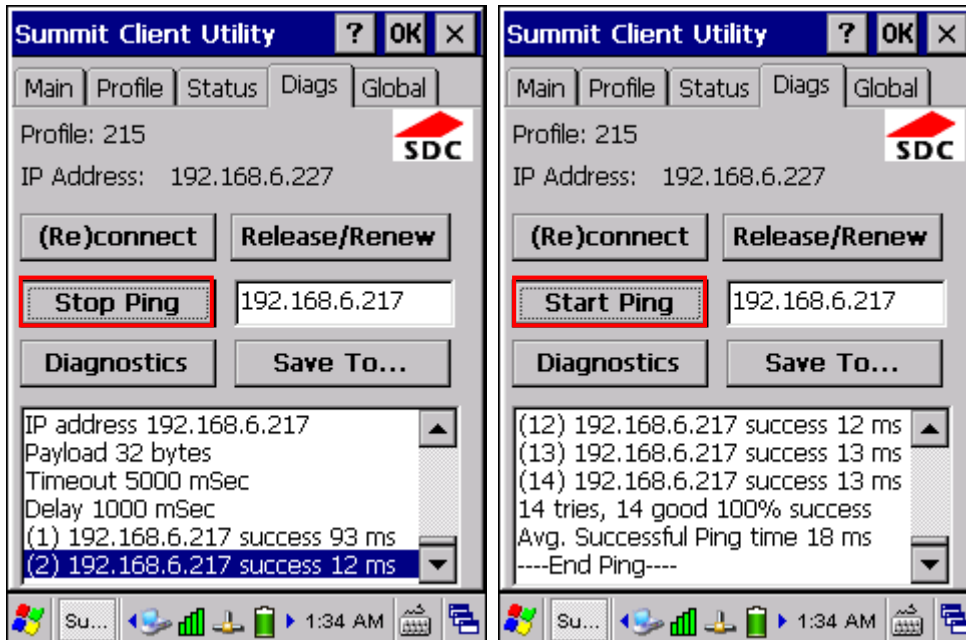 Summit Client Utility ? OK ×
Main Profile Status Diags Global
Profile: 215
SDC
IP Address: 192.168.6.227
(Re)connect Release/Renew
Stop Ping 192.168.6.217
Diagnostics Save To...
IP address 192.168.6.217
Payload 32 bytes
Timeout 5000 mSec
Delay 1000 mSec
(1) 192.168.6.217 success 93 ms
(2) 192.168.6.217 success 12 ms
Su... 1:34 AM
Summit Client Utility ? OK ×
Main Profile Status Diags Global
Profile: 215
SDC
IP Address: 192.168.6.227
(Re)connect Release/Renew
Start Ping 192.168.6.217
Diagnostics Save To...
(12) 192.168.6.217 success 12 ms
(13) 192.168.6.217 success 13 ms
(14) 192.168.6.217 success 13 ms
14 tries, 14 good 100% success
Avg. Successful Ping time 18 ms
----End Ping----
Su... 1:34 AM